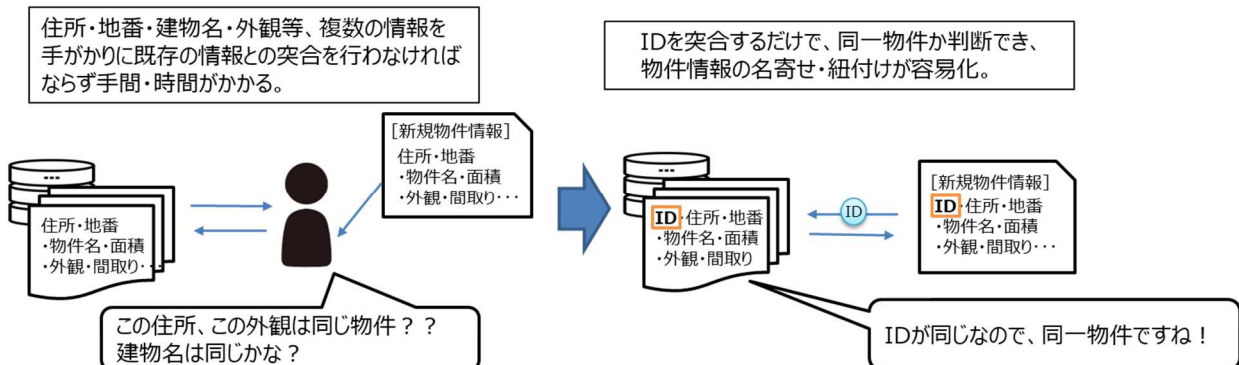 住所・地番・建物名・外観等、複数の情報を
手がかりに既存の情報との突合を行わなければ
ならず手間・時間がかかる。
[新規物件情報]
住所・地番
・物件名・面積
・外観・間取り・・・
住所・地番
・物件名・面積
・外観・間取り・・・
この住所、この外観は同じ物件？？
建物名は同じかな？
IDを突合するだけで、同一物件か判断でき、
物件情報の名寄せ・紐付けが容易化。
ID・住所・地番
・物件名・面積
・外観・間取り
ID
[新規物件情報]
ID・住所・地番
・物件名・面積
・外観・間取り・・・
IDが同じなので、同一物件ですね！